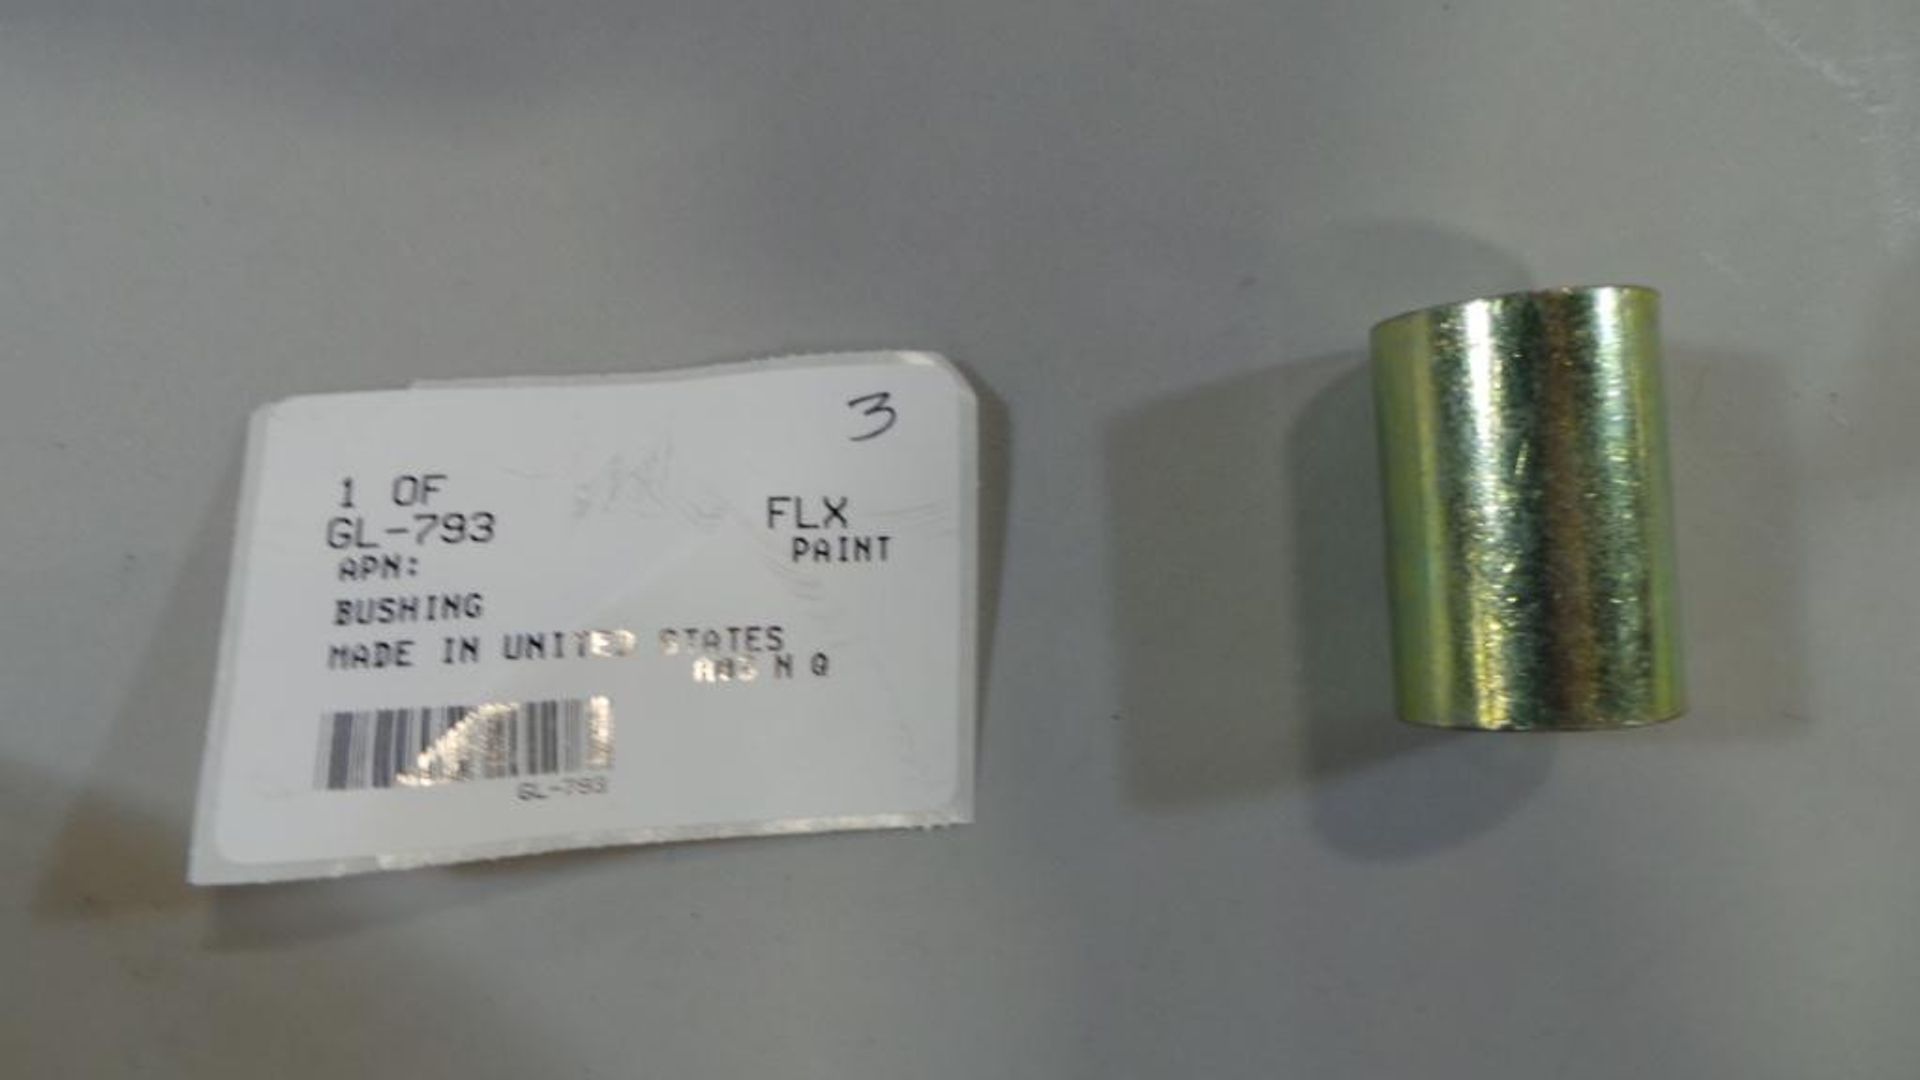 3
1 OF
GL-793 FLX
APN: PAINT
BUSHING
MADE IN UNITED STATES
N Q
GL-793